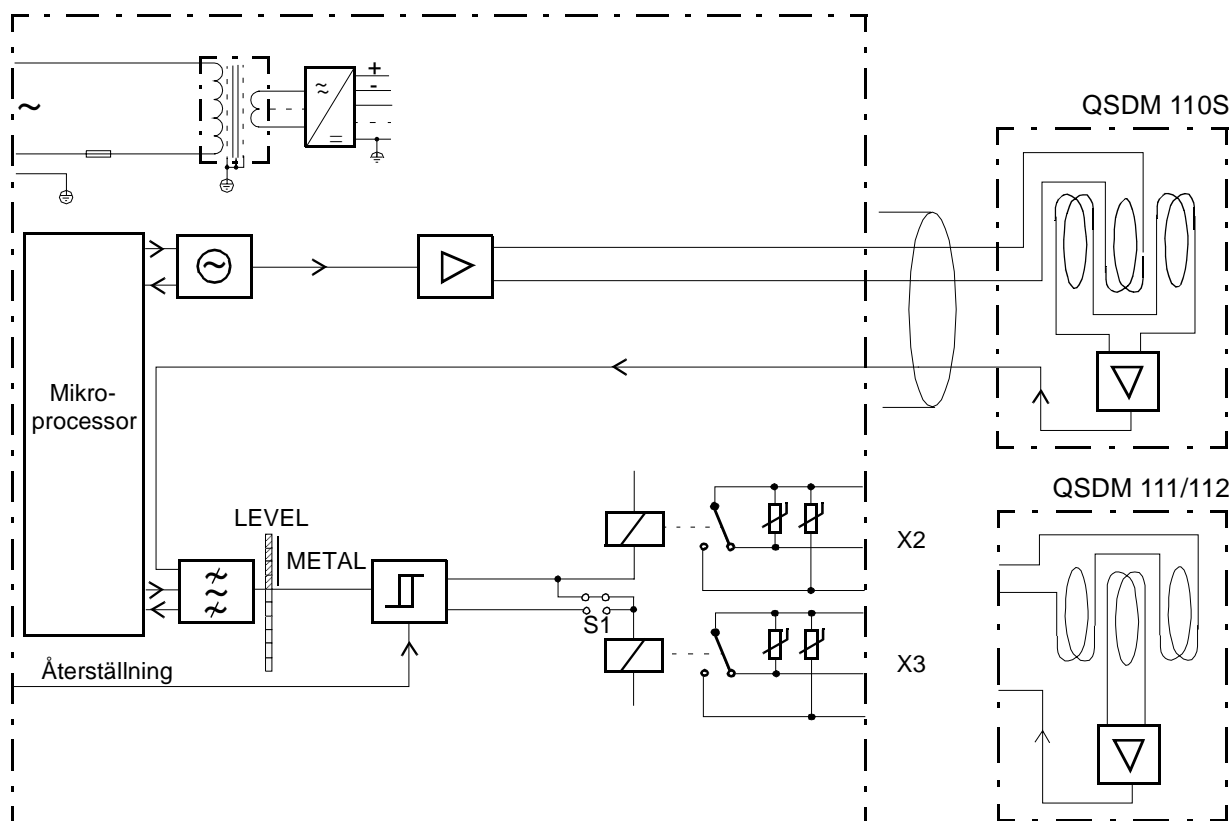 +
-
QSDM 110S
Mikro-
processor
QSDM 111/112
LEVEL
METAL
X2
S1
X3
Återställning